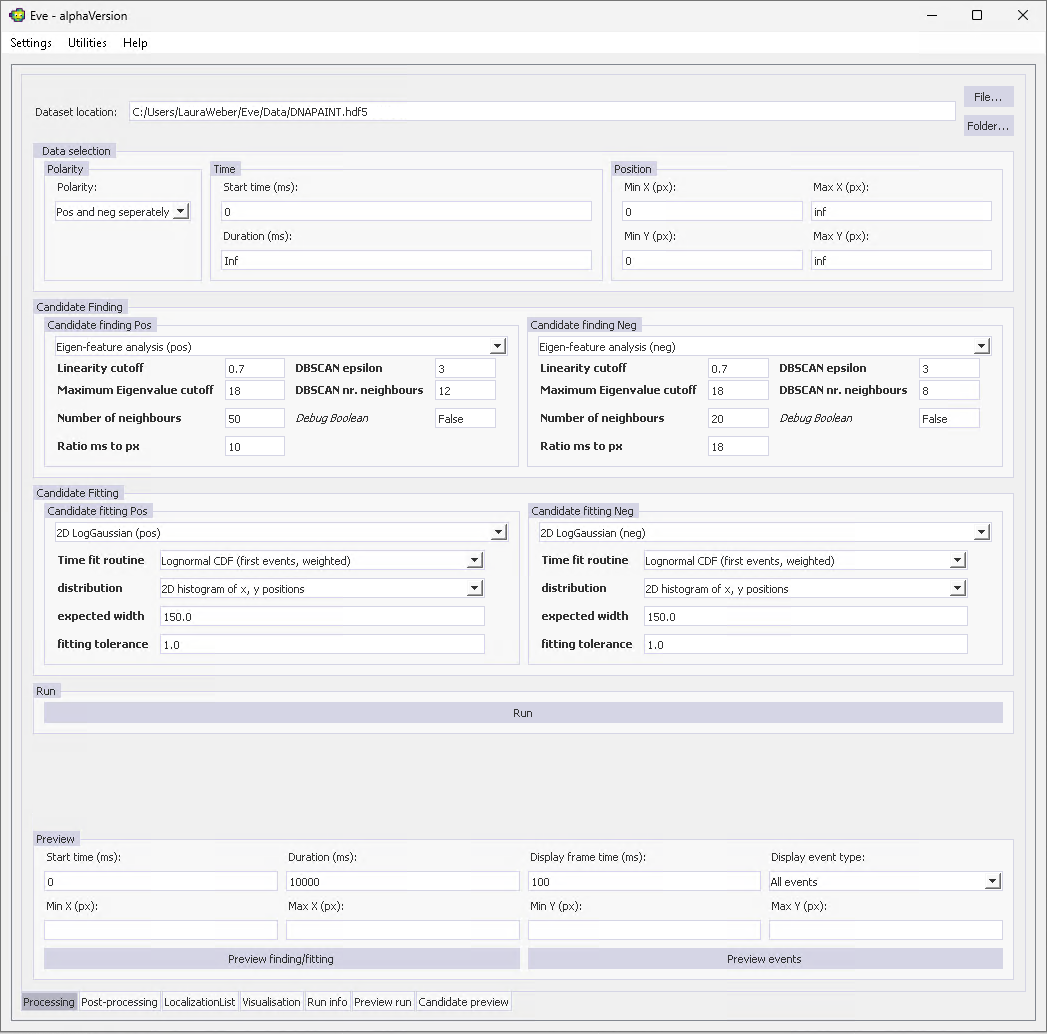 Eve - alphaVersion
Settings Utilities Help
File...
Dataset location: C:/Users/LauraWeber/Eve/Data/DNAPAINT.hdf5
Folder...
Data selection
Polarity Time Position
Polarity: Start time (ms): Min X (px): Max X (px):
Pos and neg seperately 0 0 inf
Duration (ms): Min Y (px): Max Y (px):
Inf 0 inf
Candidate Finding
Candidate finding Pos Candidate finding Neg
Eigen-feature analysis (pos) Eigen-feature analysis (neg)
Linearity cutoff 0.7 DBSCAN epsilon 3 Linearity cutoff 0.7 DBSCAN epsilon 3
Maximum Eigenvalue cutoff 18 DBSCAN nr. neighbours 12 Maximum Eigenvalue cutoff 18 DBSCAN nr. neighbours 8
Number of neighbours 50 Debug Boolean False Number of neighbours 20 Debug Boolean False
Ratio ms to px 10 Ratio ms to px 18
Candidate Fitting
Candidate fitting Pos Candidate fitting Neg
2D LogGaussian (pos) 2D LogGaussian (neg)
Time fit routine Lognormal CDF (first events, weighted) Time fit routine Lognormal CDF (first events, weighted)
distribution 2D histogram of x, y positions distribution 2D histogram of x, y positions
expected width 150.0 expected width 150.0
fitting tolerance 1.0 fitting tolerance 1.0
Run
Run
Preview
Start time (ms): Duration (ms): Display frame time (ms): Display event type:
0 10000 100 All events
Min X (px): Max X (px): Min Y (px): Max Y (px):
Preview finding/fitting Preview events
Processing Post-processing LocalizationList Visualisation Run info Preview run Candidate preview